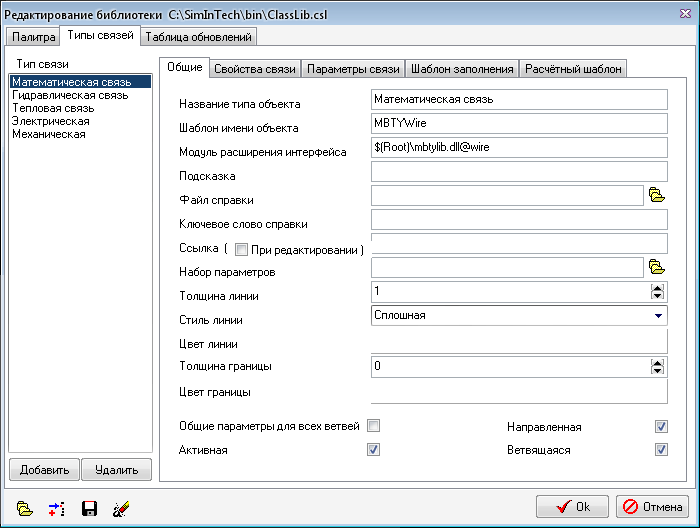 Редактирование библиотеки C:\SimInTech\bin\ClassLib.csl
Палитра Типы связей Таблица обновлений
Тип связи
Математическая связь
Гидравлическая связь
Тепловая связь
Электрическая
Механическая
Добавить Удалить
Общие Свойства связи Параметры связи Шаблон заполнения Расчётный шаблон
Название типа объекта Математическая связь
Шаблон имени объекта MBTYWire
Модуль расширения интерфейса $(Root)\mbtylib.dll@wire
Подсказка
Файл справки
Ключевое слово справки
Ссылка ( При редактировании )
Набор параметров
Толщина линии 1
Стиль линии Сплошная
Цвет линии
Толщина границы 0
Цвет границы
Общие параметры для всех ветвей Направленная
Активная Ветвящаяся
Ok Отмена